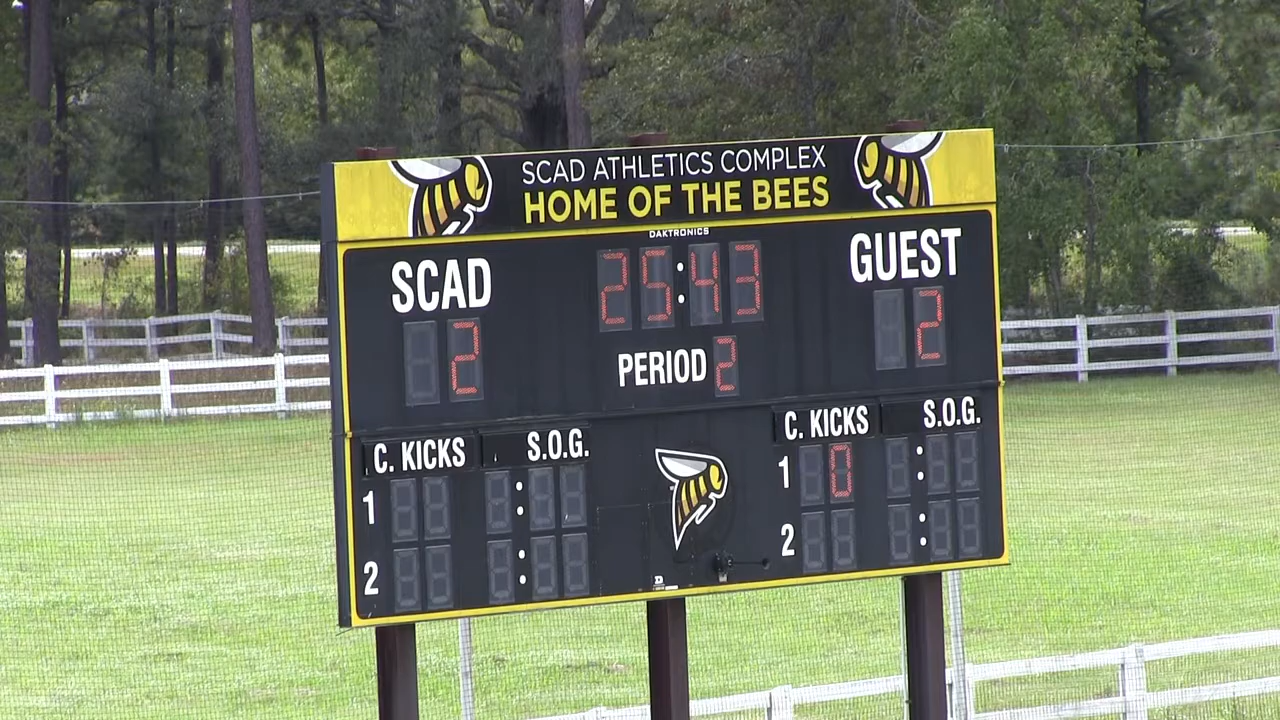 SCAD ATHLETICS COMPLEX
HOME OF THE BEES
DAKTRONICS
SCAD 25:43 GUEST
2 PERIOD 2 2
C. KICKS S.O.G. C. KICKS S.O.G.
1 : 1 0 :
2 : 2 :